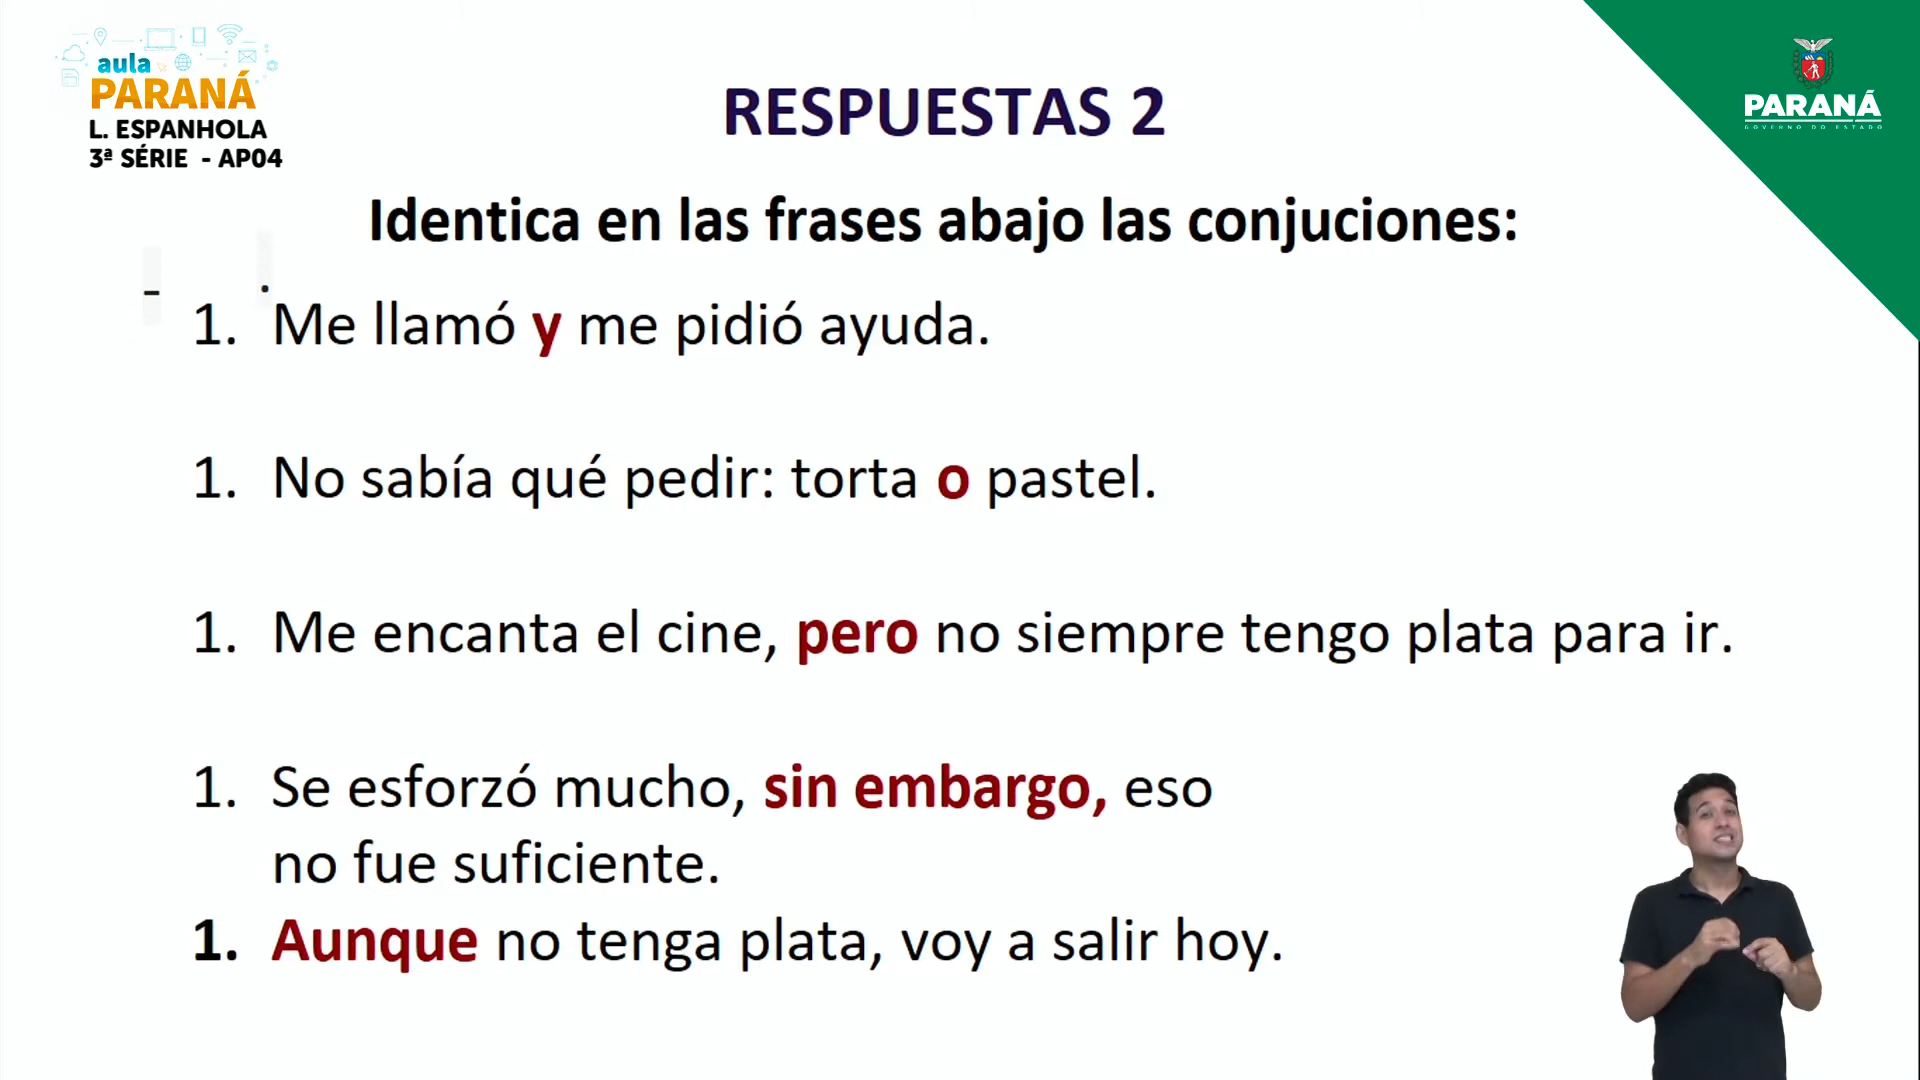 aula
PARANÁ
L. ESPANHOLA
3ª SÉRIE - AP04
PARANÁ
GOVERNO DO ESTADO
RESPUESTAS 2
Identica en las frases abajo las conjuciones:
- .
1. Me llamó y me pidió ayuda.
1. No sabía qué pedir: torta o pastel.
1. Me encanta el cine, pero no siempre tengo plata para ir.
1. Se esforzó mucho, sin embargo, eso
no fue suficiente.
1. Aunque no tenga plata, voy a salir hoy.